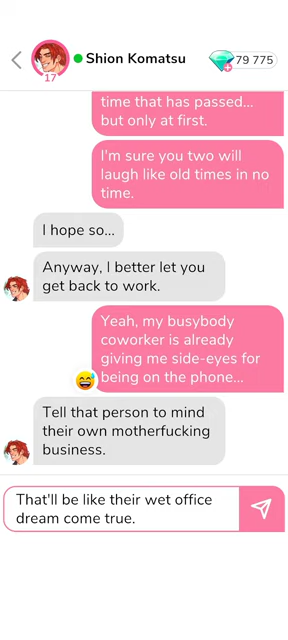 Shion Komatsu
79 775
17
time that has passed...
but only at first.
I'm sure you two will
laugh like old times in no
time.
I hope so...
Anyway, I better let you
get back to work.
Yeah, my busybody
coworker is already
giving me side-eyes for
being on the phone...
Tell that person to mind
their own motherfucking
business.
That'll be like their wet office
dream come true.